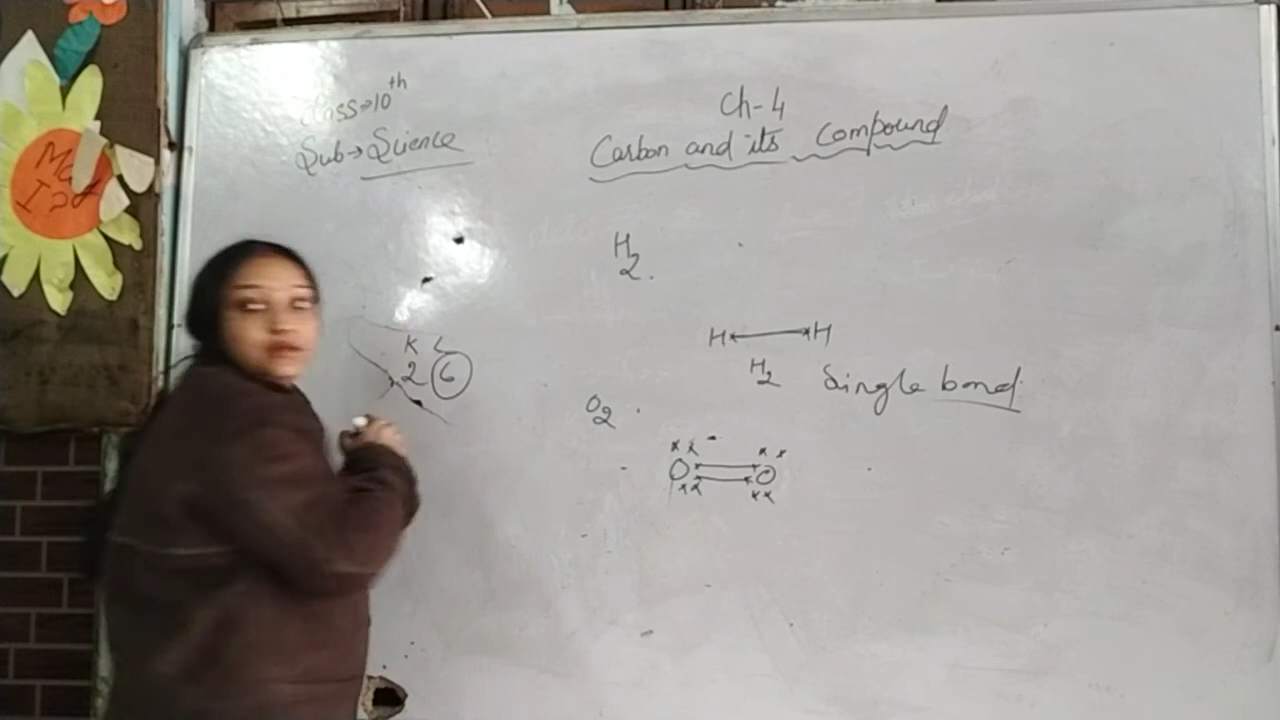 Class→10th
Sub→Science
Ch-4
Carbon and its Compound
H2.
H H
H2 Single bond
K L
2 6
O2
O O